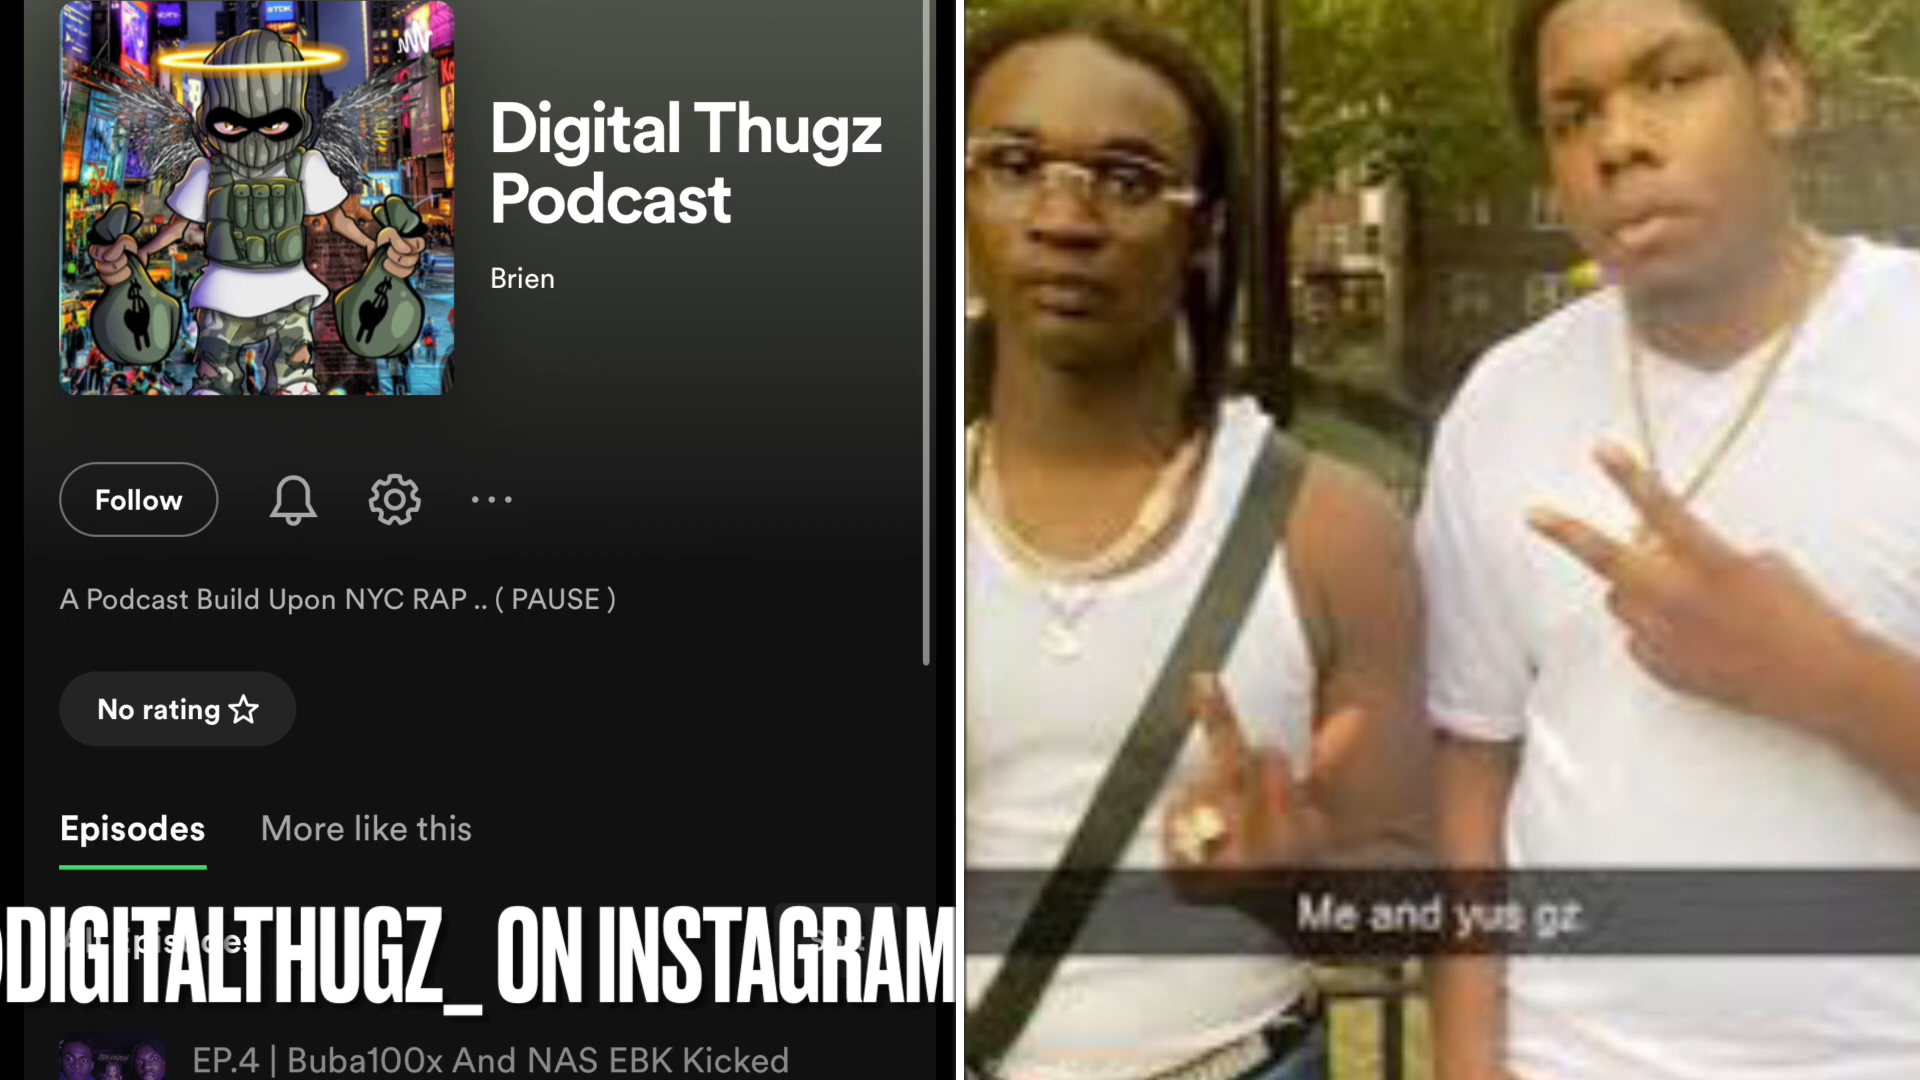 TDK
Digital Thugz
Podcast
Brien
Follow
A Podcast Build Upon NYC RAP .. ( PAUSE )
No rating
Episodes
More like this
DIGITALTHUGZ_ ON INSTAGRAM
EP.4 | Buba100x And NAS EBK Kicked
Me and yus gz